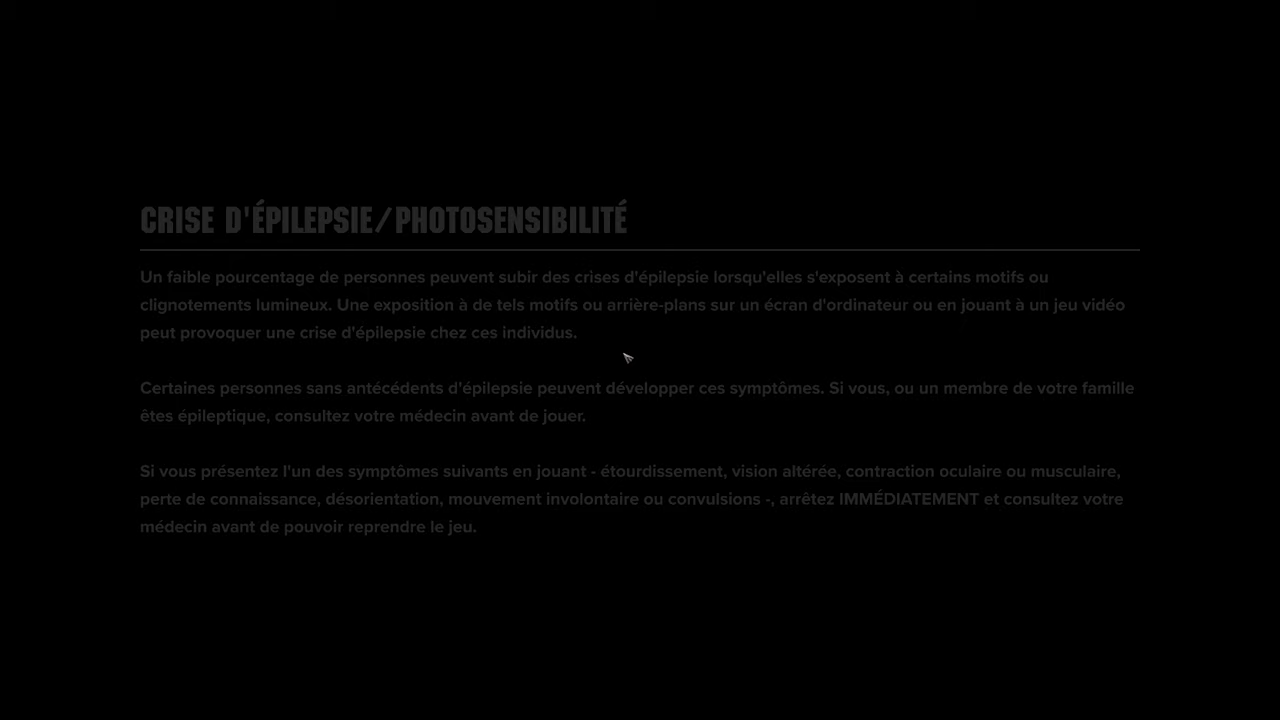 CRISE D'ÉPILEPSIE/PHOTOSENSIBILITÉ
Un faible pourcentage de personnes peuvent subir des crises d'épilepsie lorsqu'elles s'exposent à certains motifs ou
clignotements lumineux. Une exposition à de tels motifs ou arrière-plans sur un écran d'ordinateur ou en jouant à un jeu vidéo
peut provoquer une crise d'épilepsie chez ces individus.
Certaines personnes sans antécédents d'épilepsie peuvent développer ces symptômes. Si vous, ou un membre de votre famille
êtes épileptique, consultez votre médecin avant de jouer.
Si vous présentez l'un des symptômes suivants en jouant - étourdissement, vision altérée, contraction oculaire ou musculaire,
perte de connaissance, désorientation, mouvement involontaire ou convulsions -, arrêtez IMMÉDIATEMENT et consultez votre
médecin avant de pouvoir reprendre le jeu.